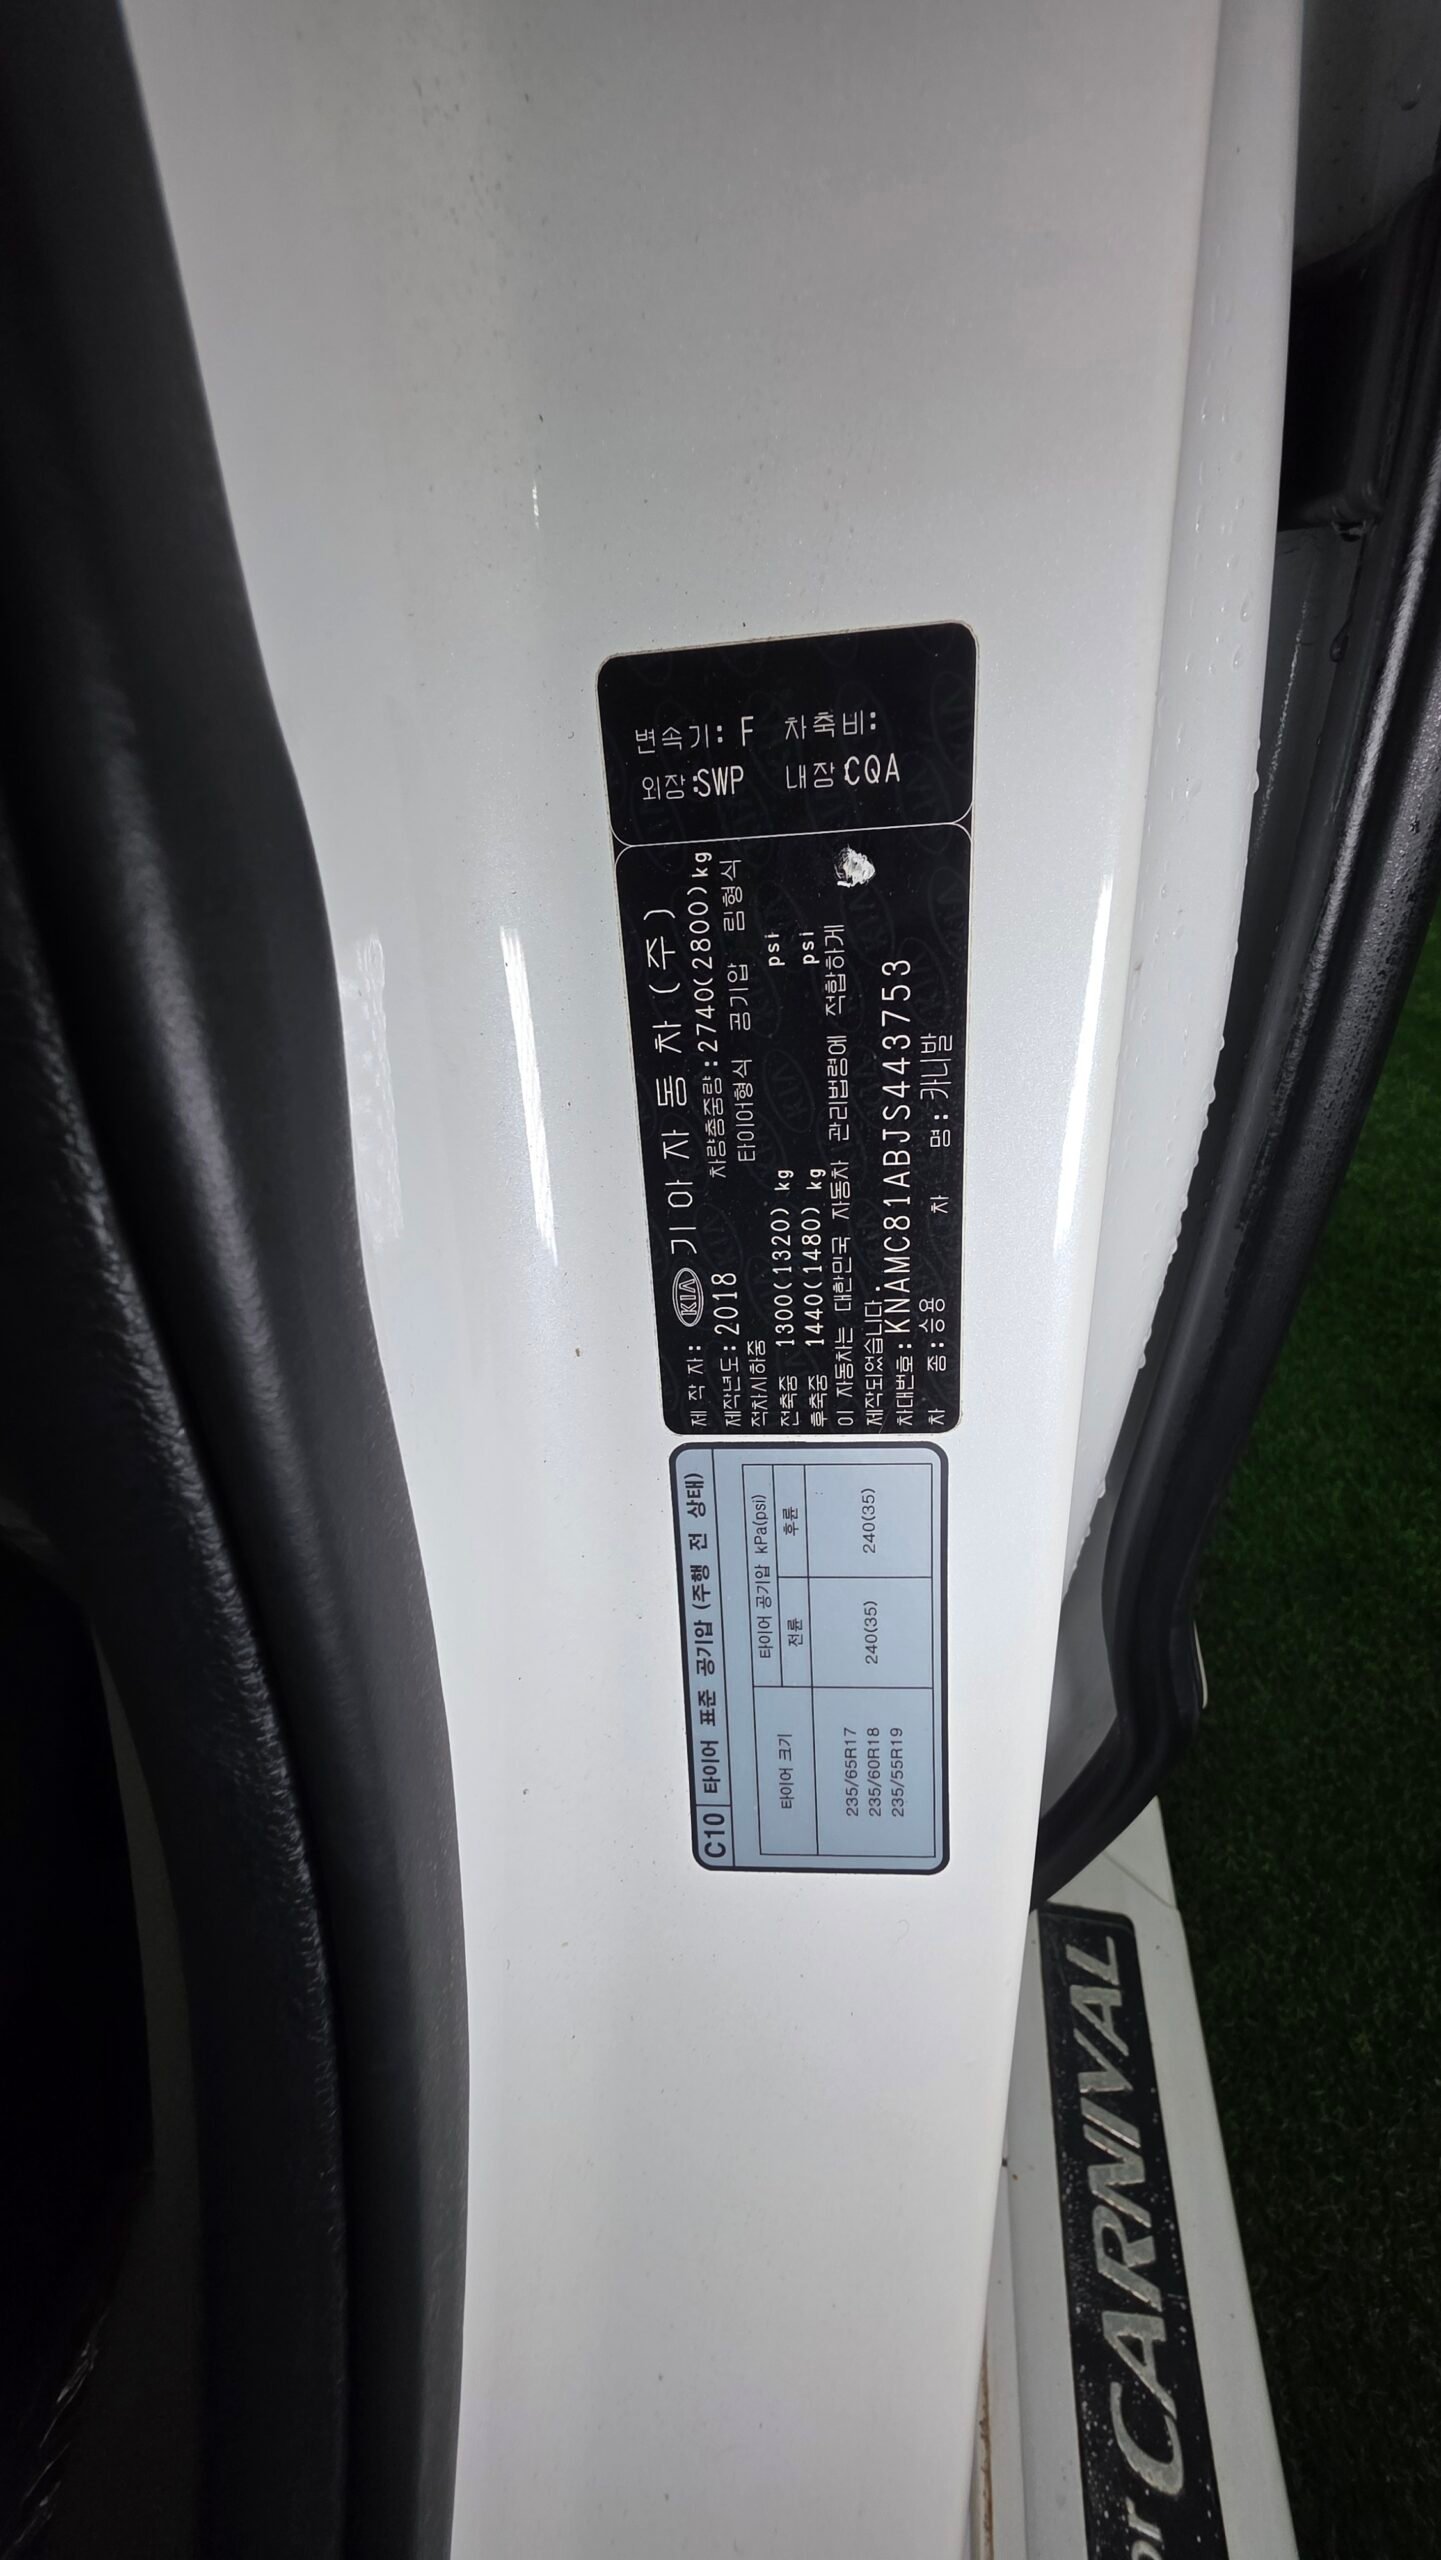 변속기: F 차축비:
외장:SWP 내장:CQA
제 작 자: KIA 기아자동차(주)
제작년도:2018 차량총중량:2740(2800)kg
적차시하중 타이어형식 공기압 림형식
전축중 1300(1320) kg psi
후축중 1440(1480) kg psi
이 자동차는 대한민국 자동차 관리법령에 적합하게
제작되었습니다.
차대번호:KNAMC81ABJS443753
차 종:승용 차 명:카니발
C10 타이어 표준 공기압 (주행 전 상태)
타이어 크기 타이어 공기압 kPa(psi)
전륜 후륜
235/65R17
235/60R18 240(35) 240(35)
235/55R19
CARNIVAL